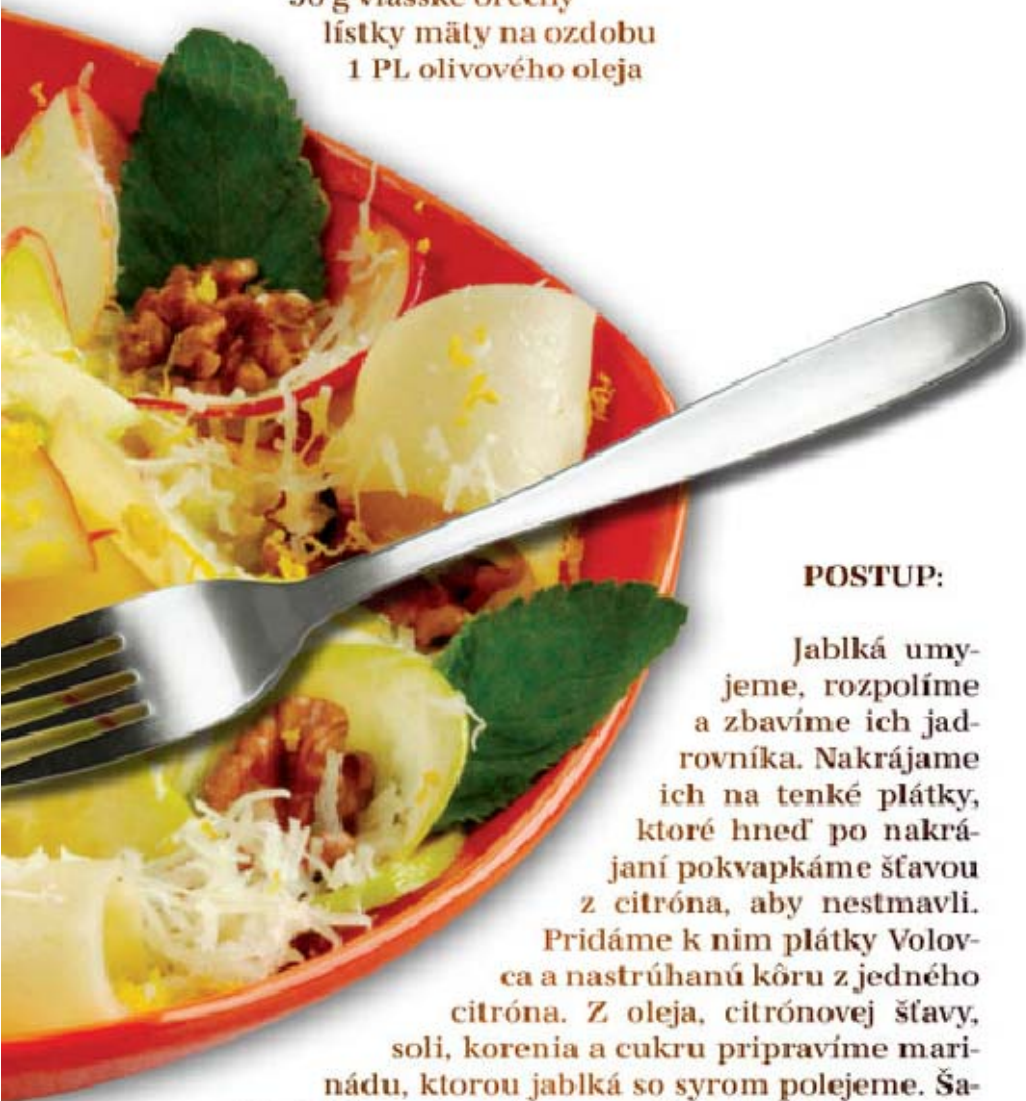 lístky mäty na ozdobu
1 PL olivového oleja
POSTUP:
Jablká umy-
jeme, rozpolíme
a zbavíme ich jad-
rovníka. Nakrájame
ich na tenké plátky,
ktoré hneď po nakrá-
janí pokvapkáme šťavou
z citróna, aby nestmavli.
Pridáme k nim plátky Volov-
ca a nastrúhanú kôru z jedného
citróna. Z oleja, citrónovej šťavy,
soli, korenia a cukru pripravíme mari-
nádu, ktorou jablká so syrom polejeme. Ša-